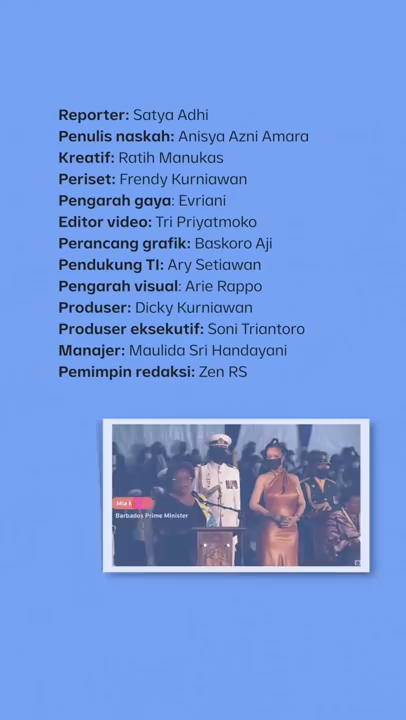 Reporter: Satya Adhi
Penulis naskah: Anisya Azni Amara
Kreatif: Ratih Manukas
Periset: Frendy Kurniawan
Pengarah gaya: Evriani
Editor video: Tri Priyatmoko
Perancang grafik: Baskoro Aji
Pendukung TI: Ary Setiawan
Pengarah visual: Arie Rappo
Produser: Dicky Kurniawan
Produser eksekutif: Soni Triantoro
Manajer: Maulida Sri Handayani
Pemimpin redaksi: Zen RS
Mia
Barbados Prime Minister